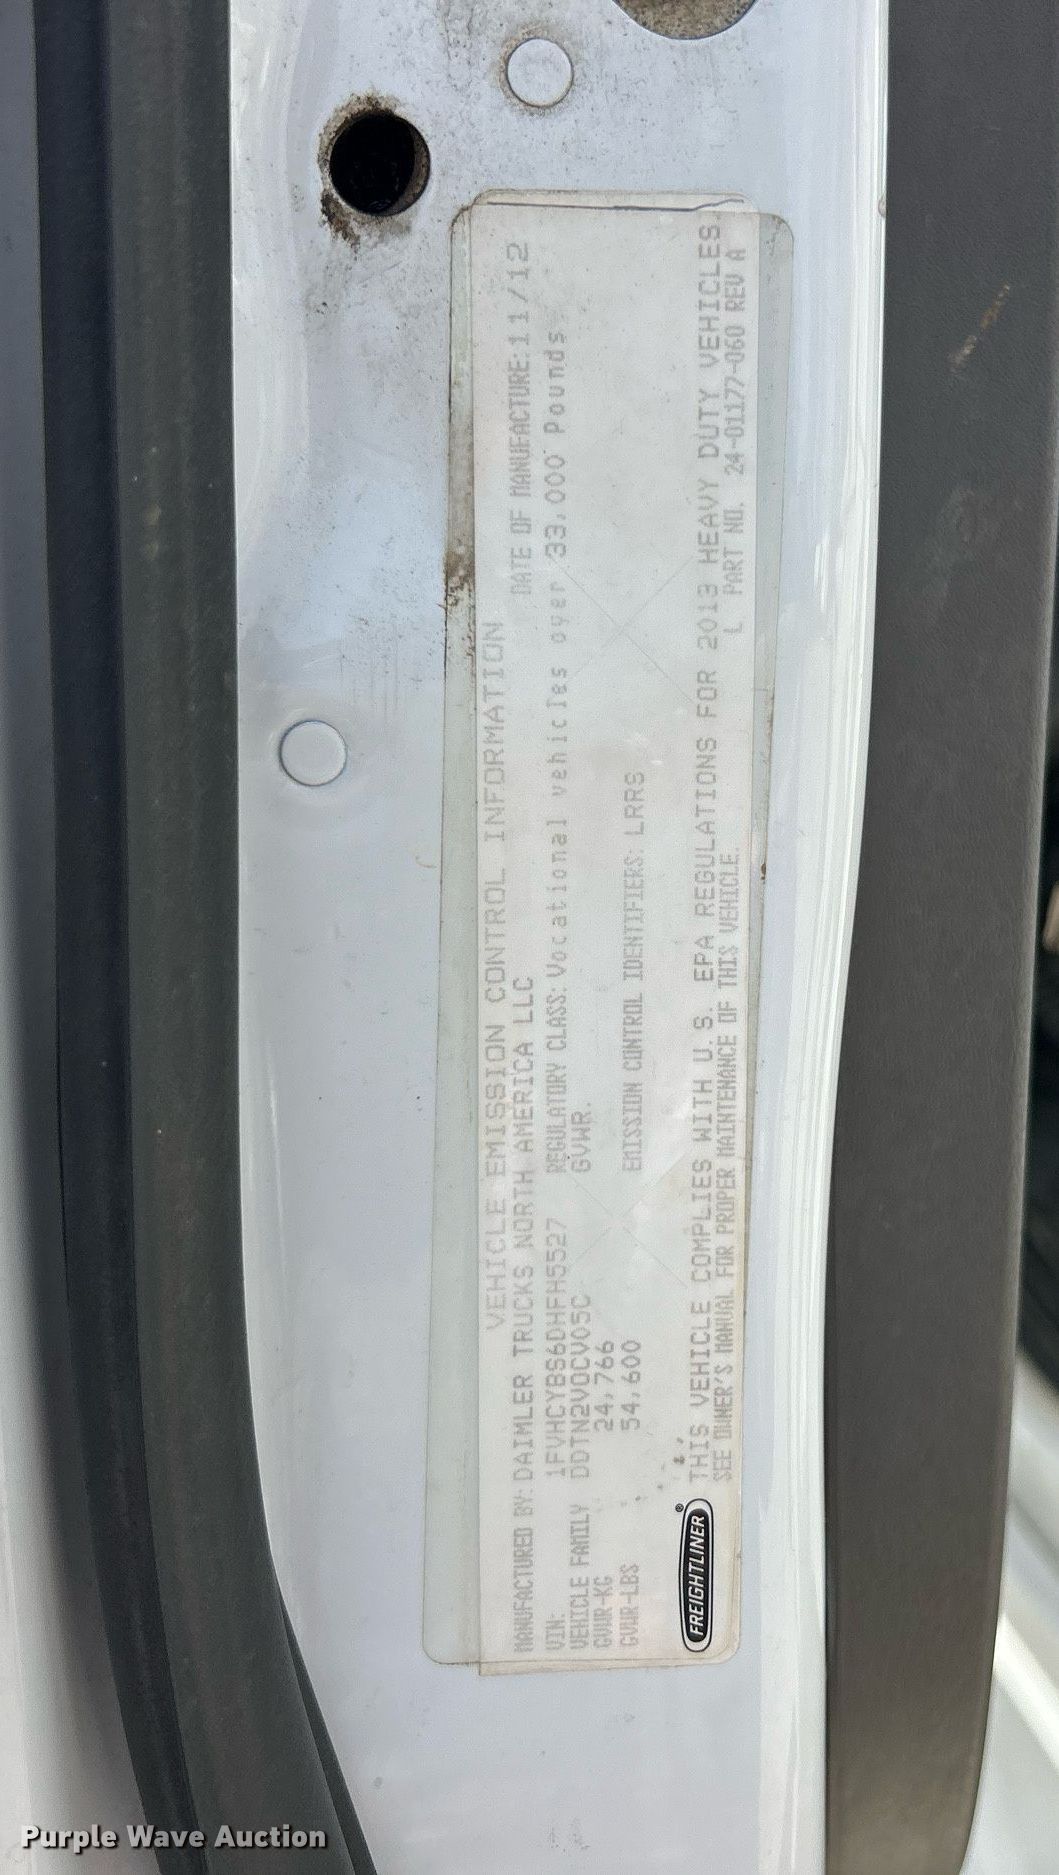 VEHICLE EMISSION CONTROL INFORMATION
MANUFACTURED BY: DAIMLER TRUCKS NORTH AMERICA LLC DATE OF MANUFACTURE: 11/12
VIN: 1FVHCYBS6DHFH5527 REGULATORY CLASS: Vocational vehicles over 33,000 Pounds
VEHICLE FAMILY DDTN2VOCV05C GVWR.
GVWR-KG 24,766
GVWR-LBS 54,600 EMISSION CONTROL IDENTIFIERS: LRRS
FREIGHTLINER® THIS VEHICLE COMPLIES WITH U.S. EPA REGULATIONS FOR 2013 HEAVY DUTY VEHICLES.
SEE OWNER'S MANUAL FOR PROPER MAINTENANCE OF THIS VEHICLE. L PART NO. 24-01177-060 REV A
Purple Wave Auction